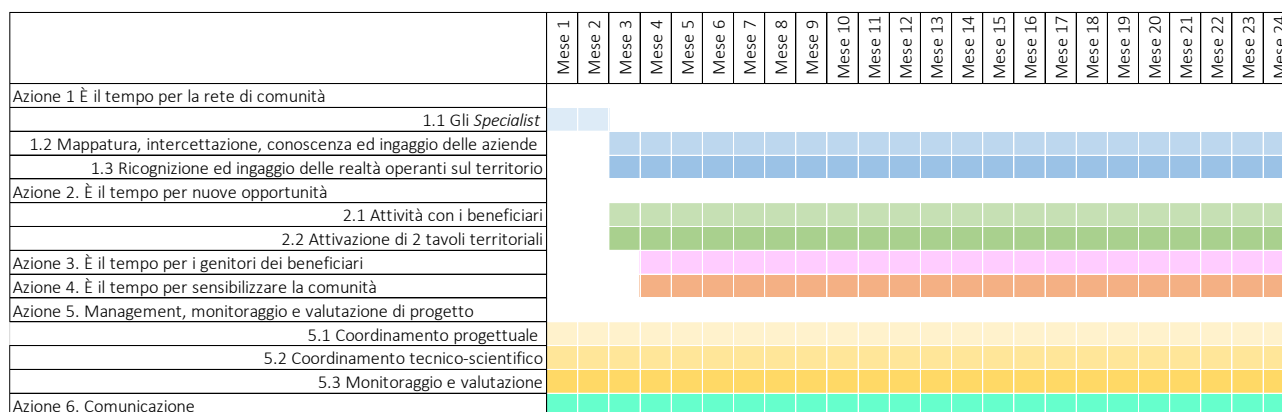 Mese 1
Mese 2
Mese 3
Mese 4
Mese 5
Mese 6
Mese 7
Mese 8
Mese 9
Mese 10
Mese 11
Mese 12
Mese 13
Mese 14
Mese 15
Mese 16
Mese 17
Mese 18
Mese 19
Mese 20
Mese 21
Mese 22
Mese 23
Mese 24
Azione 1 È il tempo per la rete di comunità
1.1 Gli Specialist
1.2 Mappatura, intercettazione, conoscenza ed ingaggio delle aziende
1.3 Ricognizione ed ingaggio delle realtà operanti sul territorio
Azione 2. È il tempo per nuove opportunità
2.1 Attività con i beneficiari
2.2 Attivazione di 2 tavoli territoriali
Azione 3. È il tempo per i genitori dei beneficiari
Azione 4. È il tempo per sensibilizzare la comunità
Azione 5. Management, monitoraggio e valutazione di progetto
5.1 Coordinamento progettuale
5.2 Coordinamento tecnico-scientifico
5.3 Monitoraggio e valutazione
Azione 6. Comunicazione